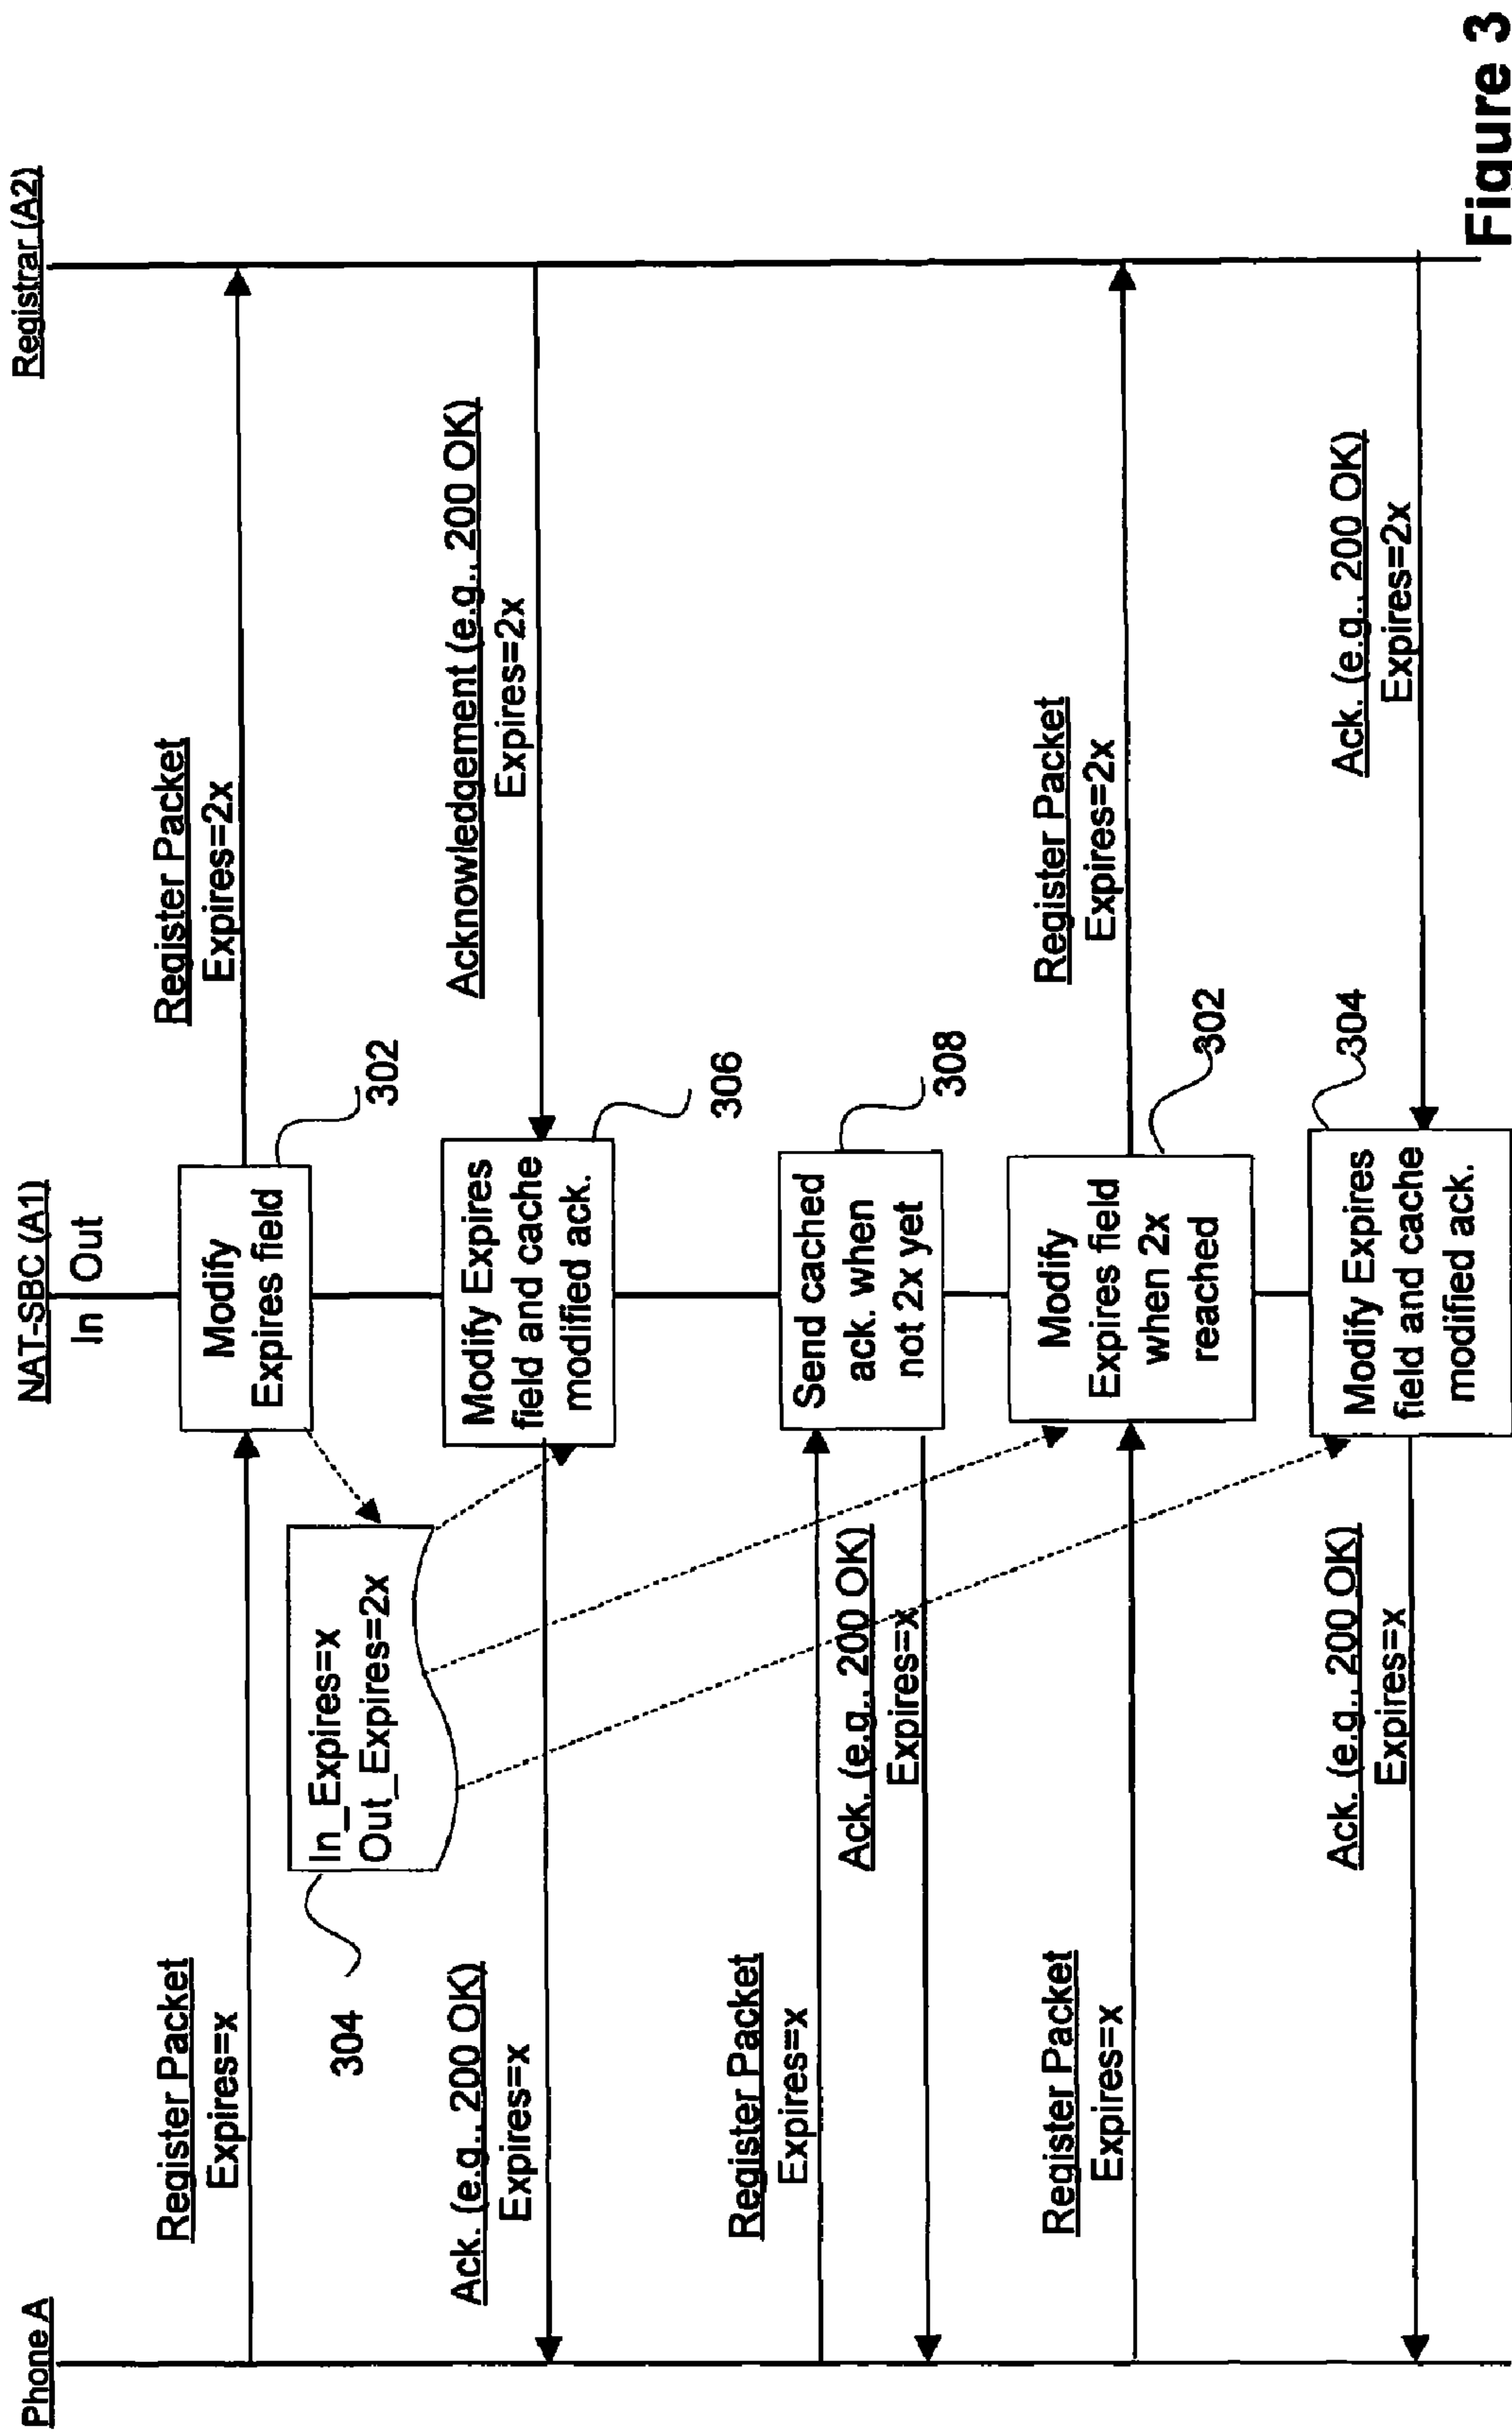 Phone A
NAT-SBC (A1)
In Out
Registrar (A2)
Register Packet
Expires=x
Modify
Expires field
302
Register Packet
Expires=2x
304
In_Expires=x
Out_Expires=2x
Ack. (e.g., 200 OK)
Expires=x
Modify Expires
field and cache
modified ack.
306
Acknowledgement (e.g., 200 OK)
Expires=2x
Register Packet
Expires=x
Ack. (e.g., 200 OK)
Expires=x
Send cached
ack. when
not 2x yet
308
Register Packet
Expires=x
Modify
Expires field
when 2x
reached
302
Register Packet
Expires=2x
Ack. (e.g., 200 OK)
Expires=x
Modify Expires
field and cache
modified ack.
304
Ack. (e.g., 200 OK)
Expires=2x
Figure 3